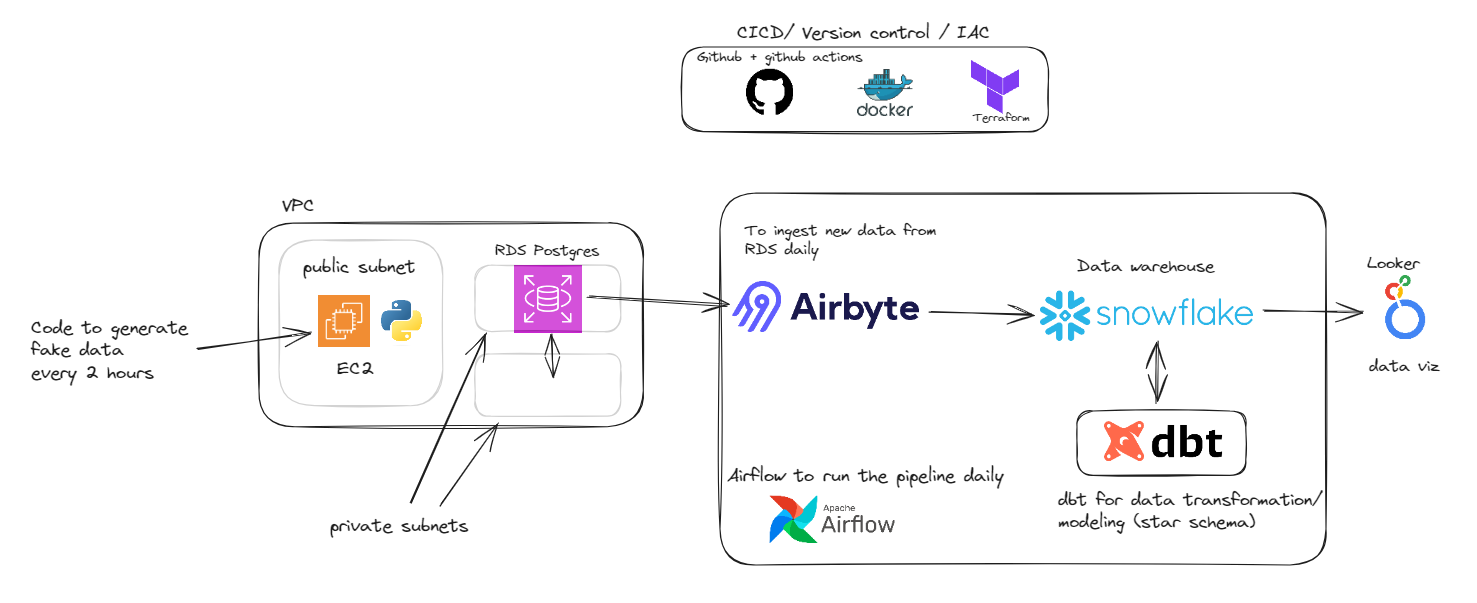 CICD/ Version control / IAC
Github + github actions
docker
Terraform
VPC
public subnet
EC2
RDS Postgres
Code to generate
fake data
every 2 hours
private subnets
To ingest new data from
RDS daily
Airbyte
Data warehouse
snowflake
dbt
dbt for data transformation/
modeling (star schema)
Airflow to run the pipeline daily
Apache
Airflow
Looker
data viz